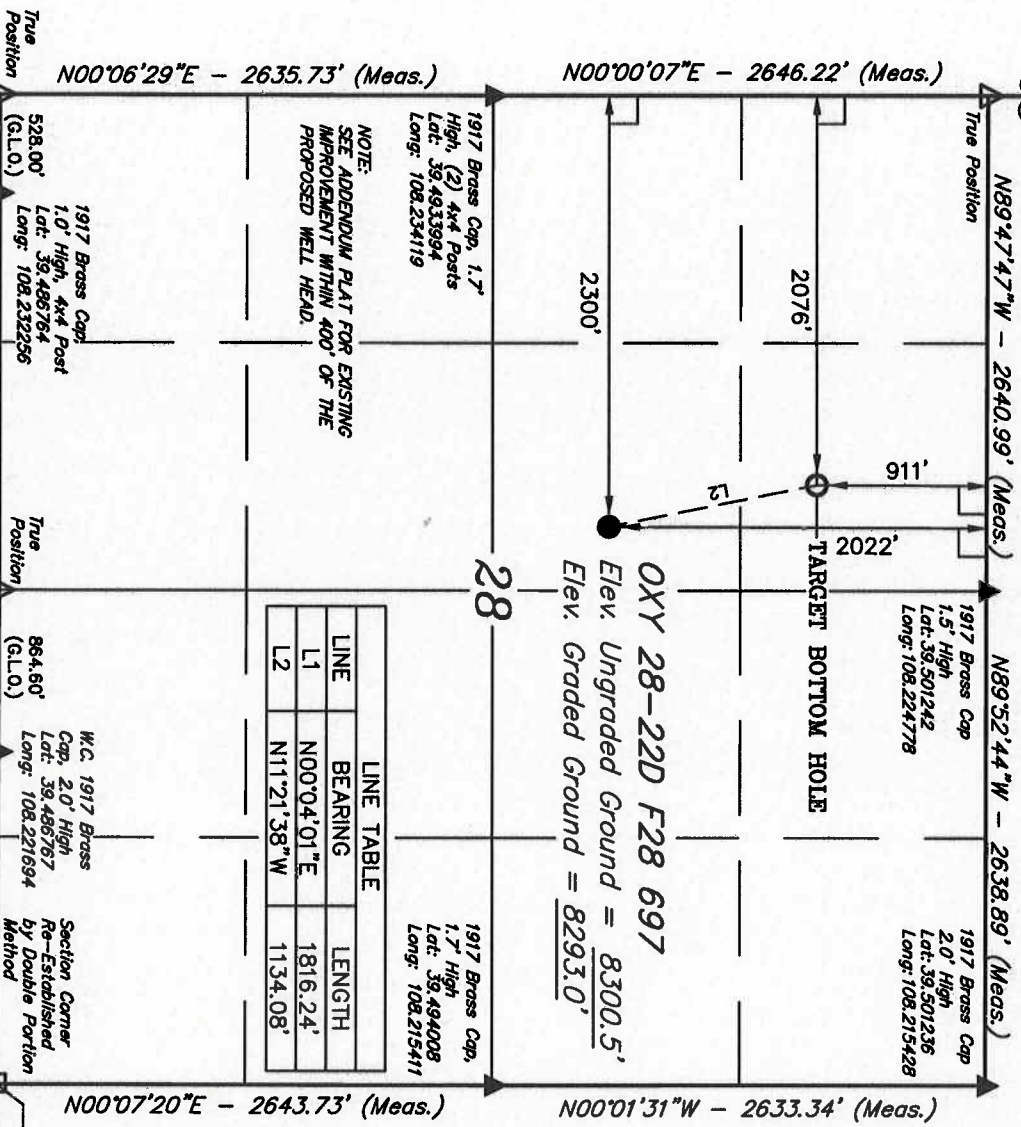 N89°47'47"W - 2640.99' (Meas.)
N89°52'44"W - 2638.89' (Meas.)
True Position
1917 Brass Cap
1.5' High
Lat: 39.501242
Long: 108.224778
1917 Brass Cap
2.0' High
Lat: 39.501236
Long: 108.215428
N00°00'07"E - 2646.22' (Meas.)
911'
2022'
2076'
TARGET BOTTOM HOLE
L2
2300'
OXY 28-22D F28 697
Elev. Ungraded Ground = 8300.5'
Elev. Graded Ground = 8293.0'
N00°01'31"W - 2633.34' (Meas.)
28
1917 Brass Cap, 1.7'
High, (2) 4x4 Posts
Lat: 39.4933994
Long: 108.234119
1917 Brass Cap,
1.7' High
Lat: 39.494008
Long: 108.215411
NOTE:
SEE ADDENDUM PLAT FOR EXISTING
IMPROVEMENT WITHIN 400' OF THE
PROPOSED WELL HEAD.
LINE TABLE
LINE BEARING LENGTH
L1 N00°04'01"E 1816.24'
L2 N11°21'38"W 1134.08'
N00°06'29"E - 2635.73' (Meas.)
N00°07'20"E - 2643.73' (Meas.)
True
Position
528.00'
(G.L.O.)
1917 Brass Cap,
1.0' High, 4x4 Post
Lat: 39.486764
Long: 108.232256
True
Position
864.60'
(G.L.O.)
W.C. 1917 Brass
Cap, 2.0' High
Lat: 39.486767
Long: 108.221694
Section Corner
Re-Established
by Double Portion
Method